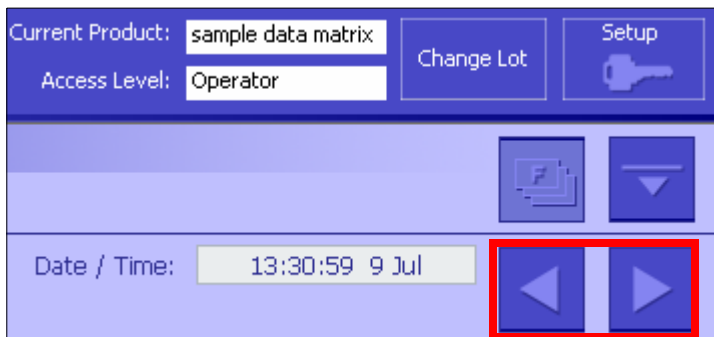 Current Product: sample data matrix
Access Level: Operator
Change Lot
Setup
F
Date / Time: 13:30:59 9 Jul